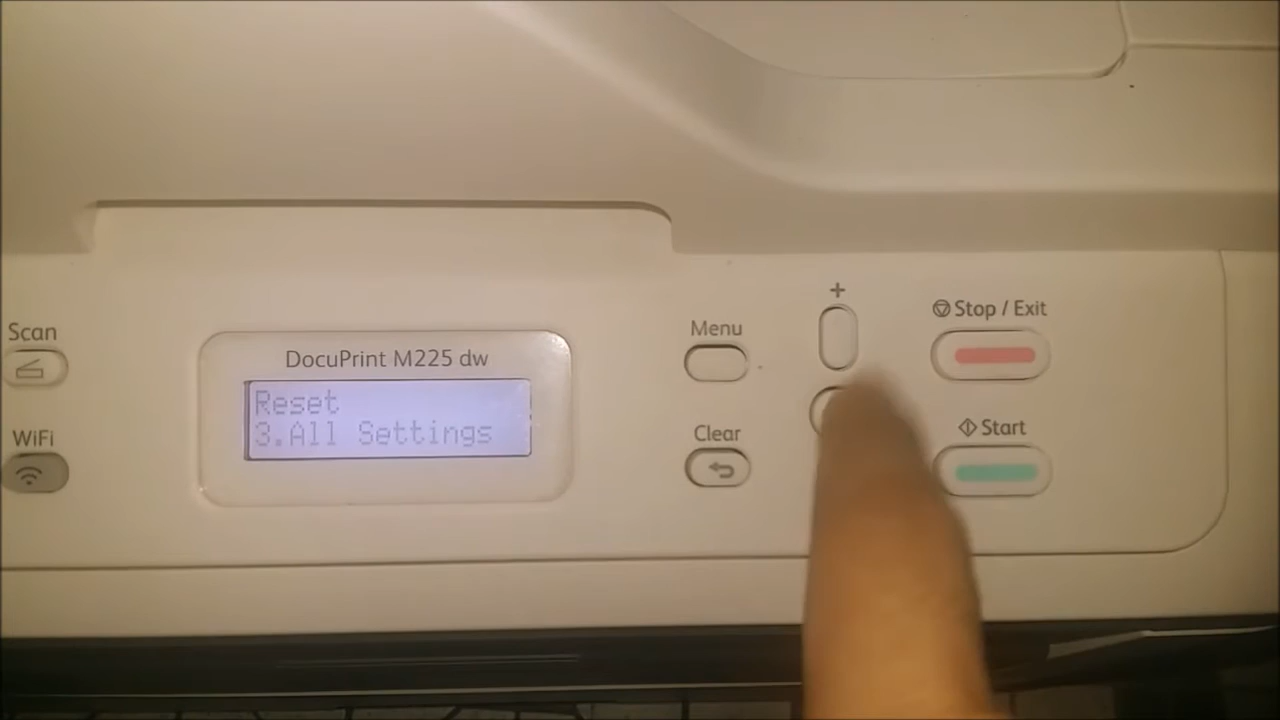 Scan
WiFi
DocuPrint M225 dw
Reset
3.All Settings
Menu
Clear
+
Stop / Exit
Start